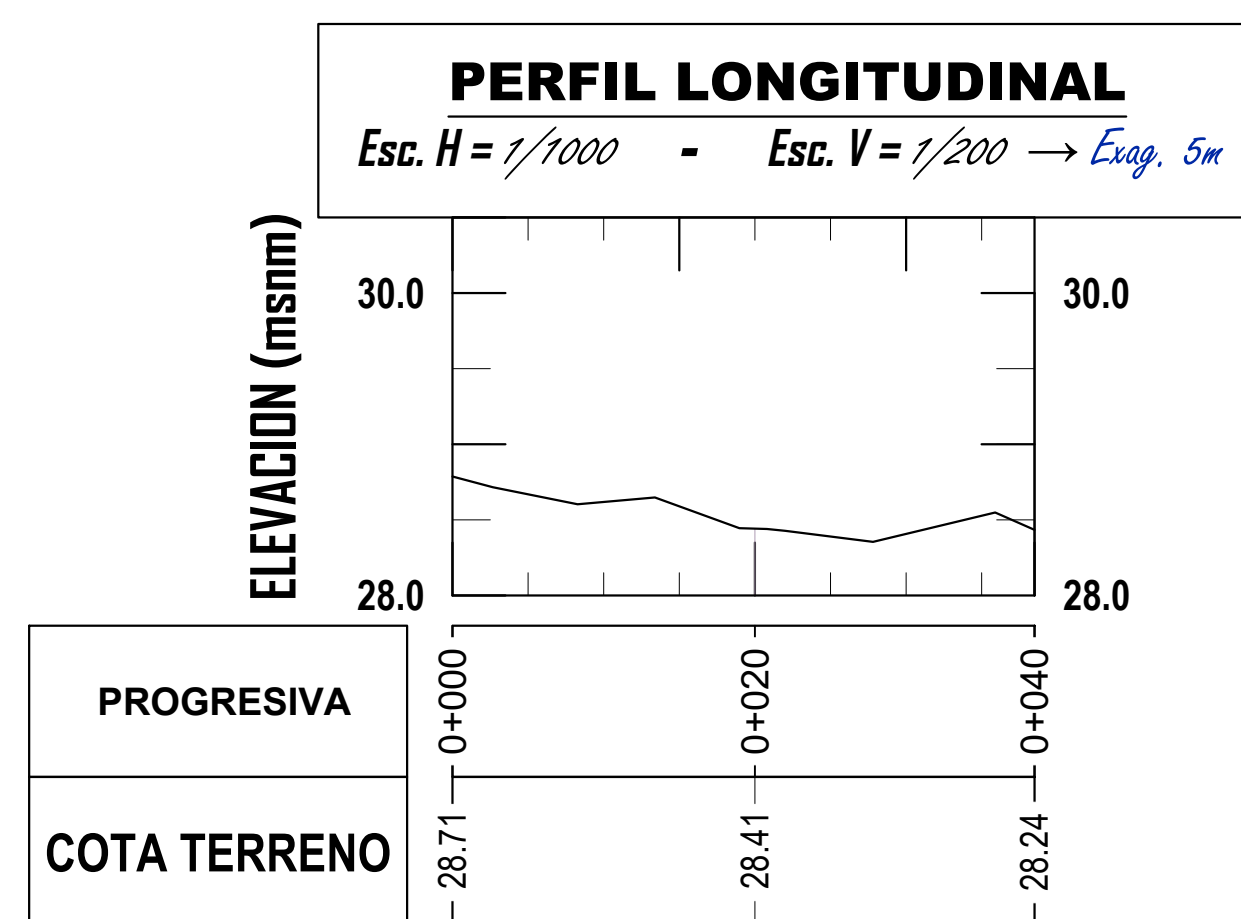 PERFIL LONGITUDINAL
Esc. H = 1/1000 - Esc. V = 1/200 → Exag. 5m
ELEVACION (msnm)
30.0 30.0
28.0 28.0
PROGRESIVA 0+000 0+020 0+040
COTA TERRENO 28.71 28.41 28.24